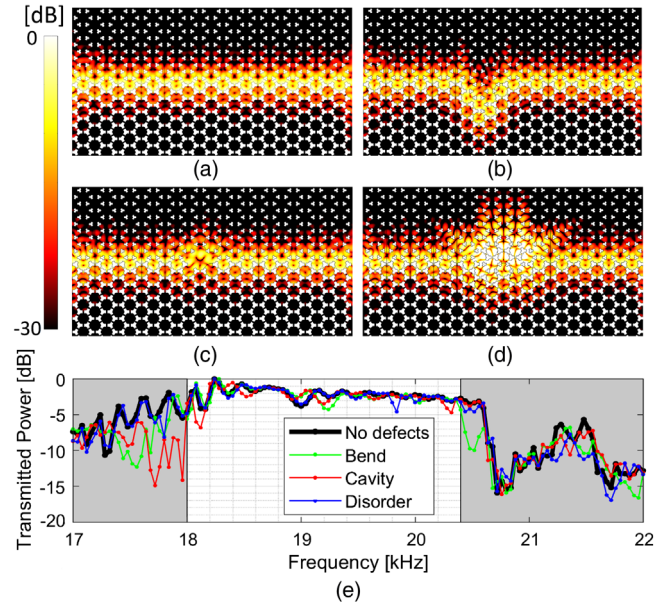 [dB]
0
-30
(a)
(b)
(c)
(d)
Transmitted Power [dB]
0
-5
-10
-15
-20
No defects
Bend
Cavity
Disorder
17
18
19
20
21
22
Frequency [kHz]
(e)